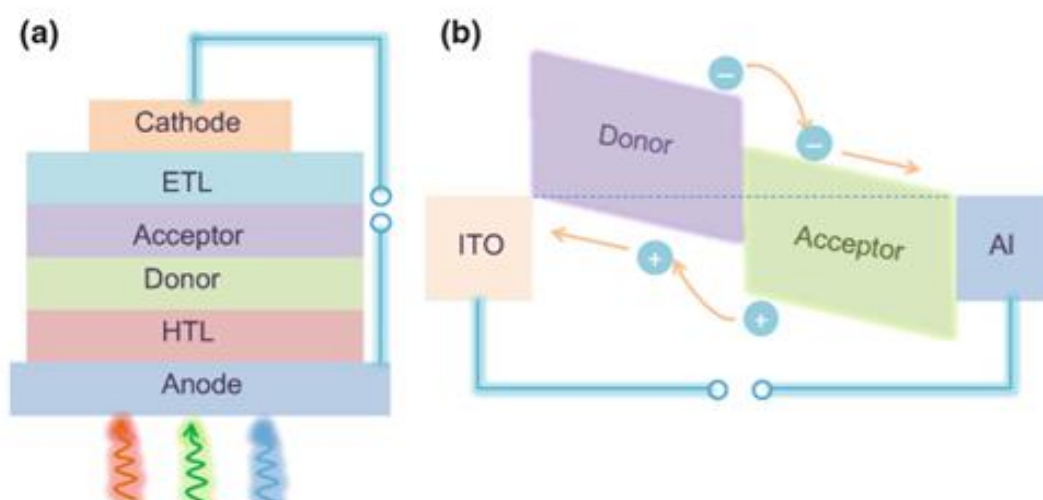 (a)
Cathode
ETL
Acceptor
Donor
HTL
Anode
(b)
Donor
Acceptor
ITO
Al
−
−
+
+